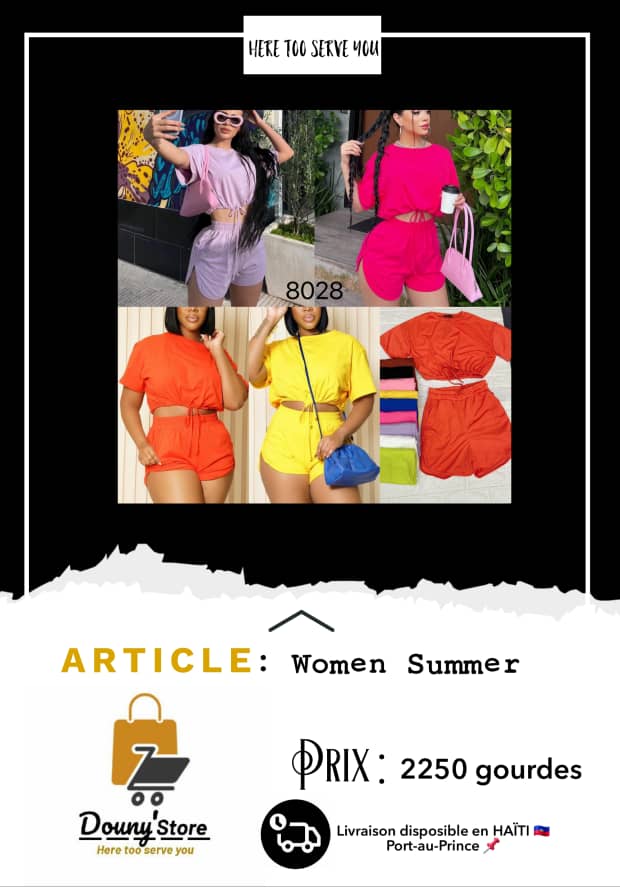 HERE TOO SERVE YOU
8028
ARTICLE: Women Summer
PRIX: 2250 gourdes
Douny'Store
Here too serve you
Livraison disposible en HAÏTI 🇭🇹
Port-au-Prince 📌